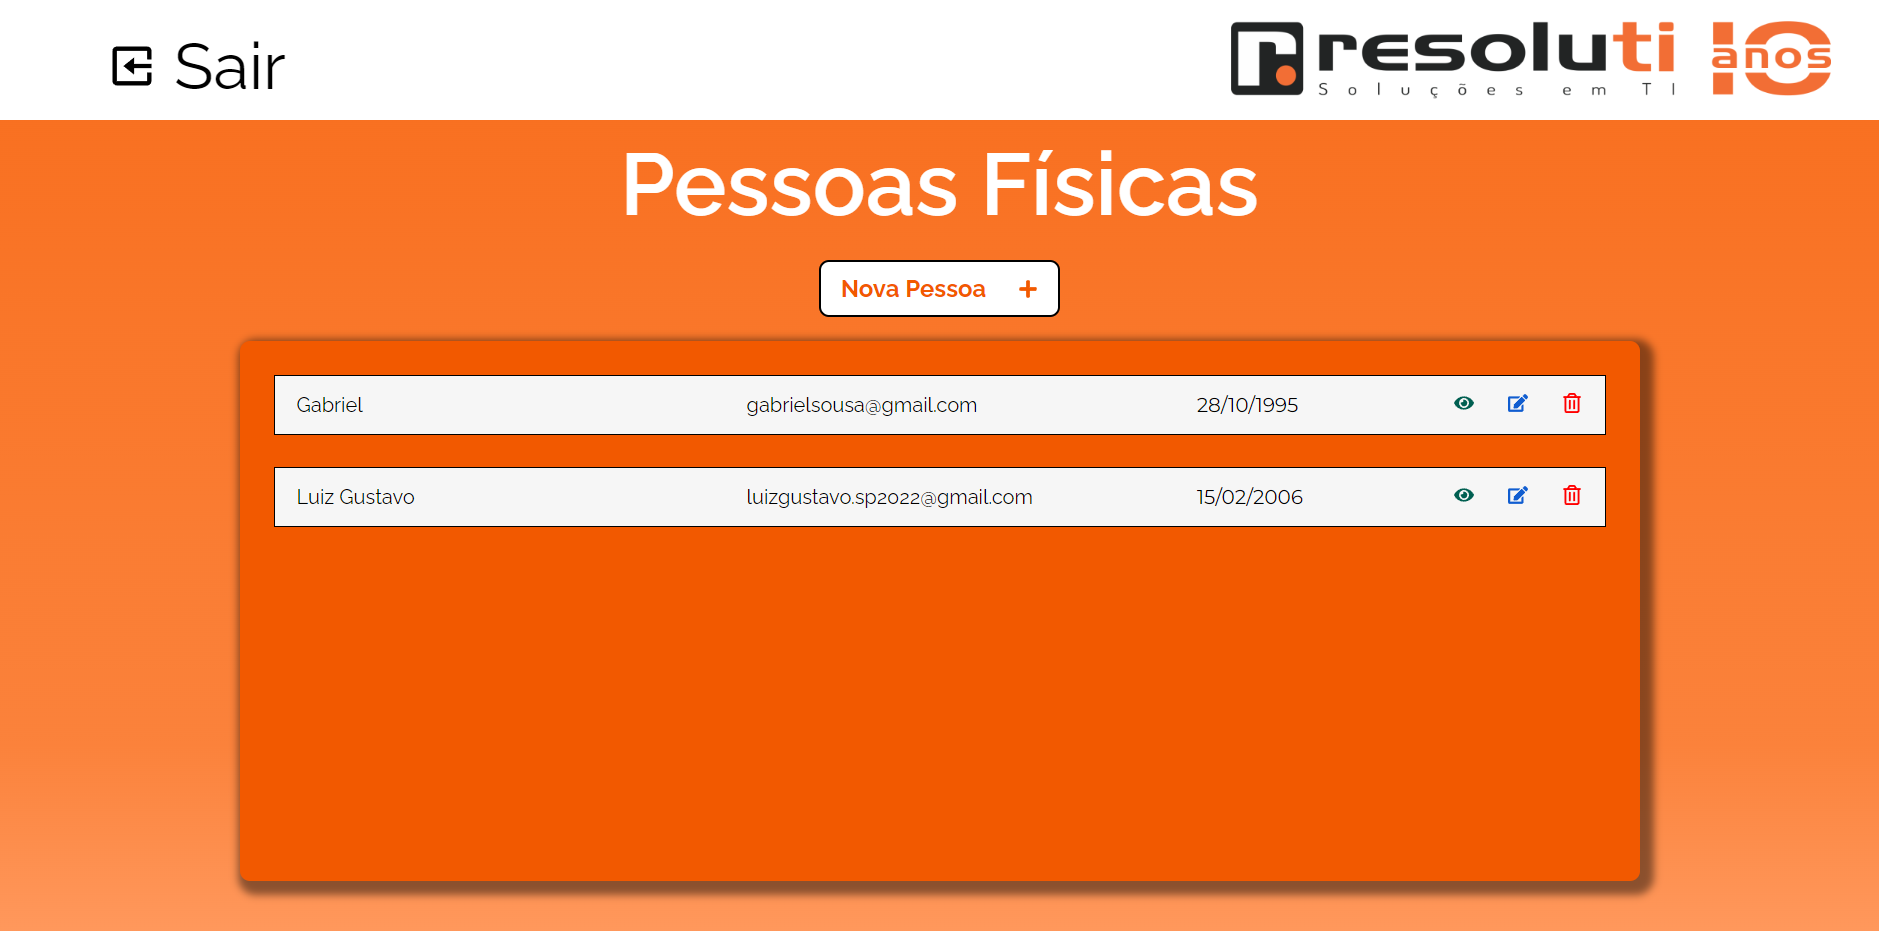 Sair
resoluti
Soluções em TI
10 anos
Pessoas Físicas
Nova Pessoa +
Gabriel gabrielsousa@gmail.com 28/10/1995
Luiz Gustavo luizgustavo.sp2022@gmail.com 15/02/2006